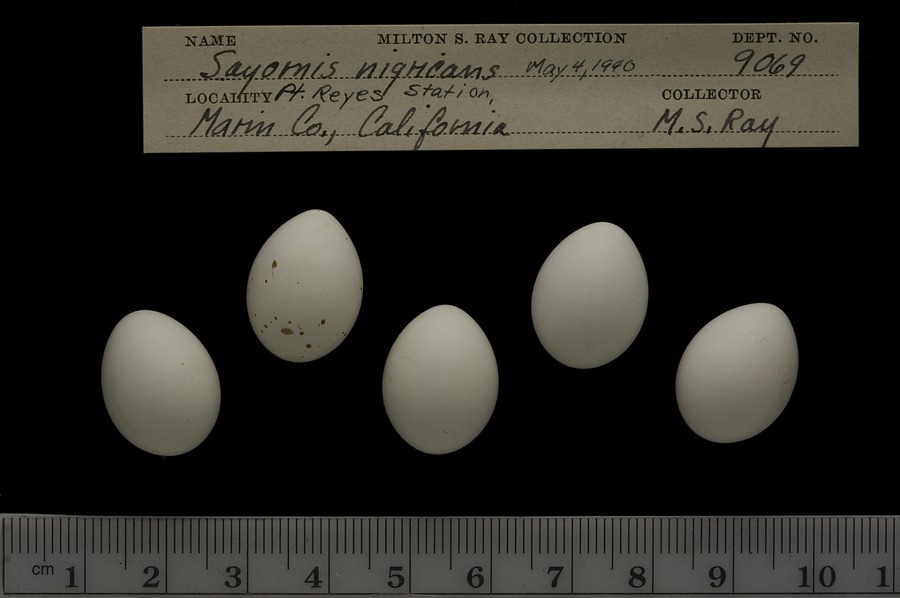 NAME MILTON S. RAY COLLECTION DEPT. NO.
Sayornis nigricans May 4, 1940 9069
LOCALITY Pt. Reyes Station, COLLECTOR
Marin Co., California M.S. Ray
cm 1 2 3 4 5 6 7 8 9 10 1